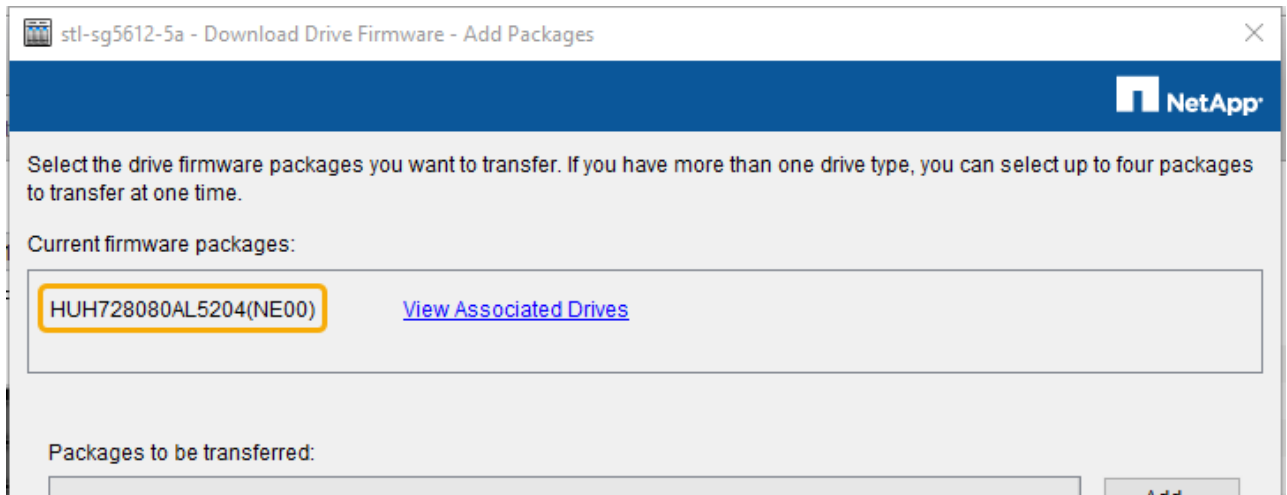 stl-sg5612-5a - Download Drive Firmware - Add Packages
NetApp
Select the drive firmware packages you want to transfer. If you have more than one drive type, you can select up to four packages
to transfer at one time.
Current firmware packages:
HUH728080AL5204(NE00) View Associated Drives
Packages to be transferred:
Add